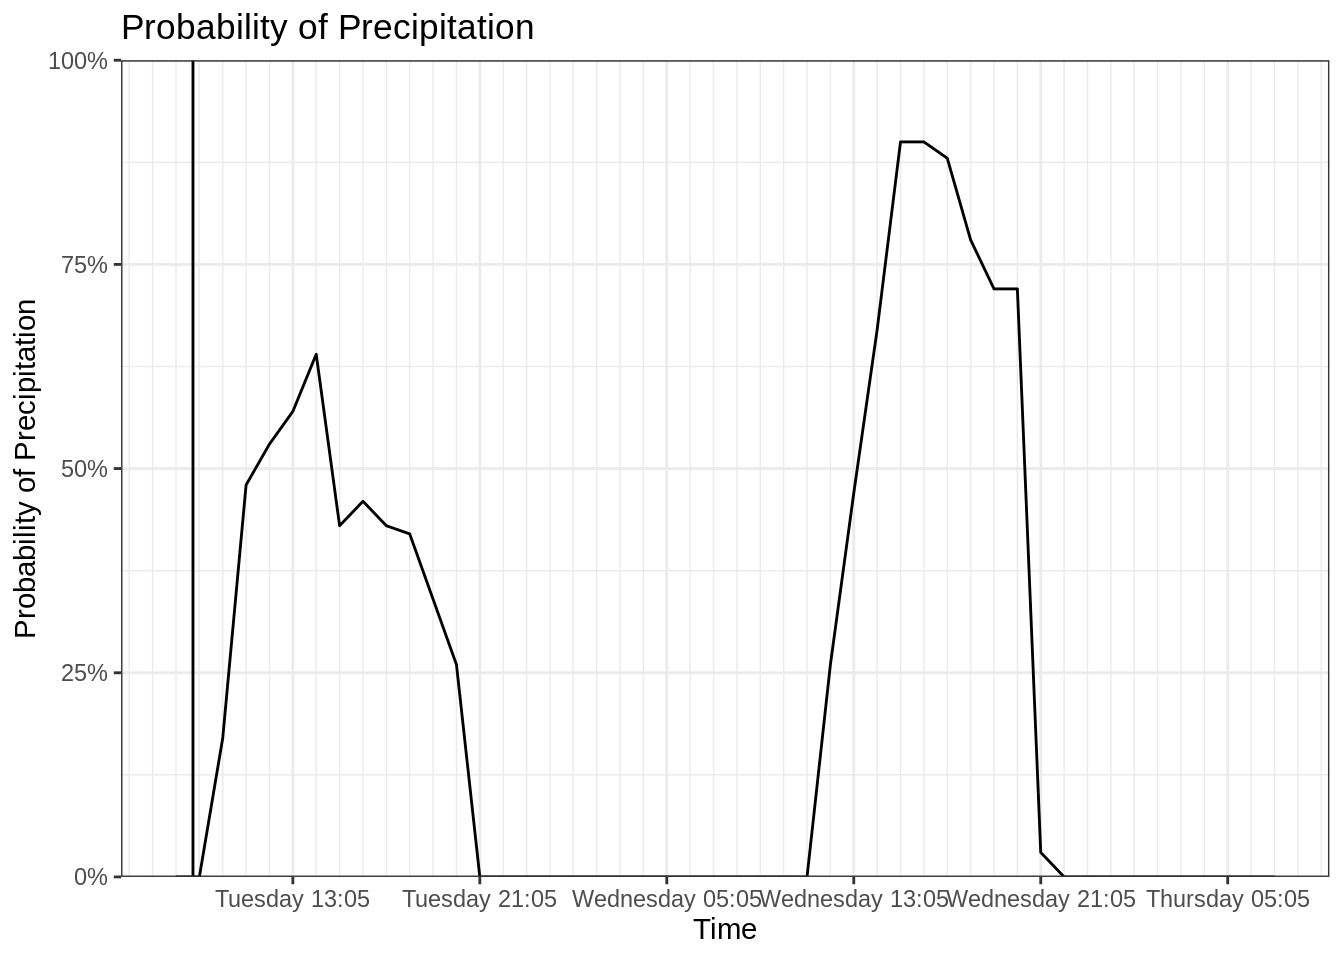 Probability of Precipitation
Probability of Precipitation
100%
75%
50%
25%
0%
Tuesday 13:05 Tuesday 21:05 Wednesday 05:05 Wednesday 13:05 Wednesday 21:05 Thursday 05:05
Time